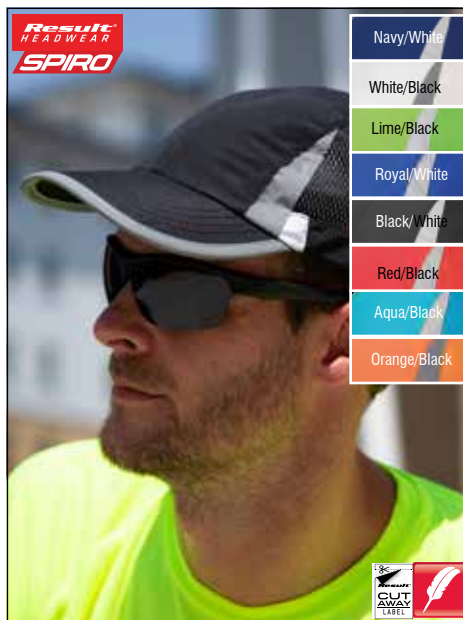 Result®
HEADWEAR
SPIRO
Navy/White
White/Black
Lime/Black
Royal/White
Black/White
Red/Black
Aqua/Black
Orange/Black
Result
CUT
AWAY
LABEL